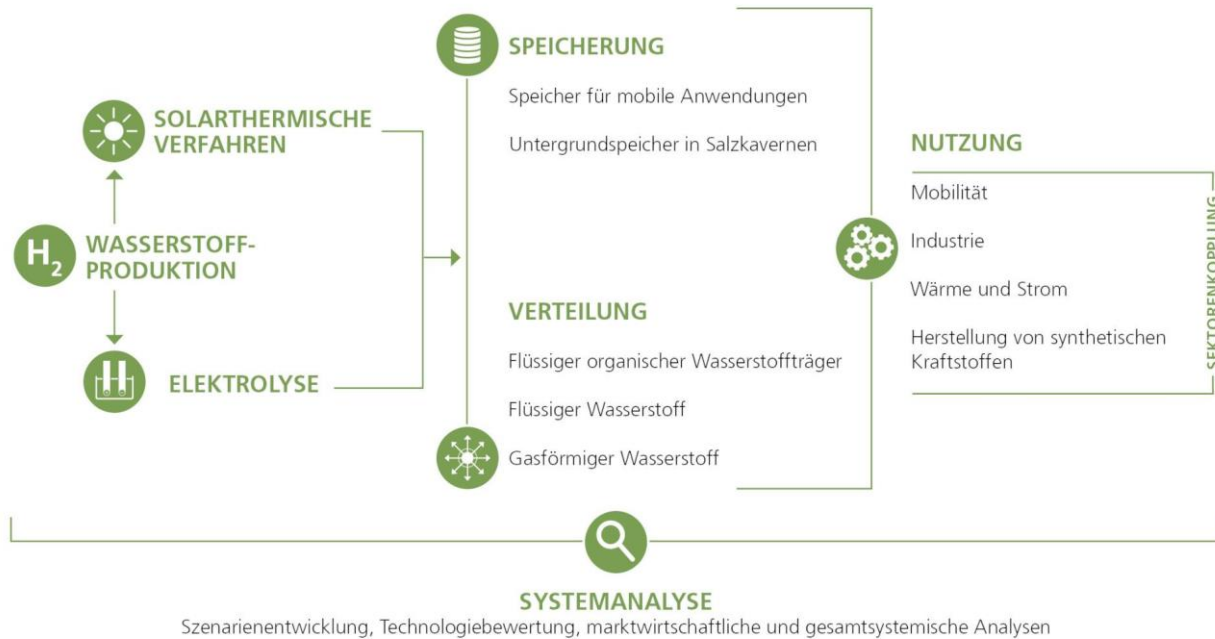 H2
WASSERSTOFF-
PRODUKTION
SOLARTHERMISCHE
VERFAHREN
ELEKTROLYSE
SPEICHERUNG
Speicher für mobile Anwendungen
Untergrundspeicher in Salzkavernen
VERTEILUNG
Flüssiger organischer Wasserstoffträger
Flüssiger Wasserstoff
Gasförmiger Wasserstoff
NUTZUNG
Mobilität
Industrie
Wärme und Strom
Herstellung von synthetischen
Kraftstoffen
SEKTORENKOPPLUNG
SYSTEMANALYSE
Szenarienentwicklung, Technologiebewertung, marktwirtschaftliche und gesamtsystemische Analysen